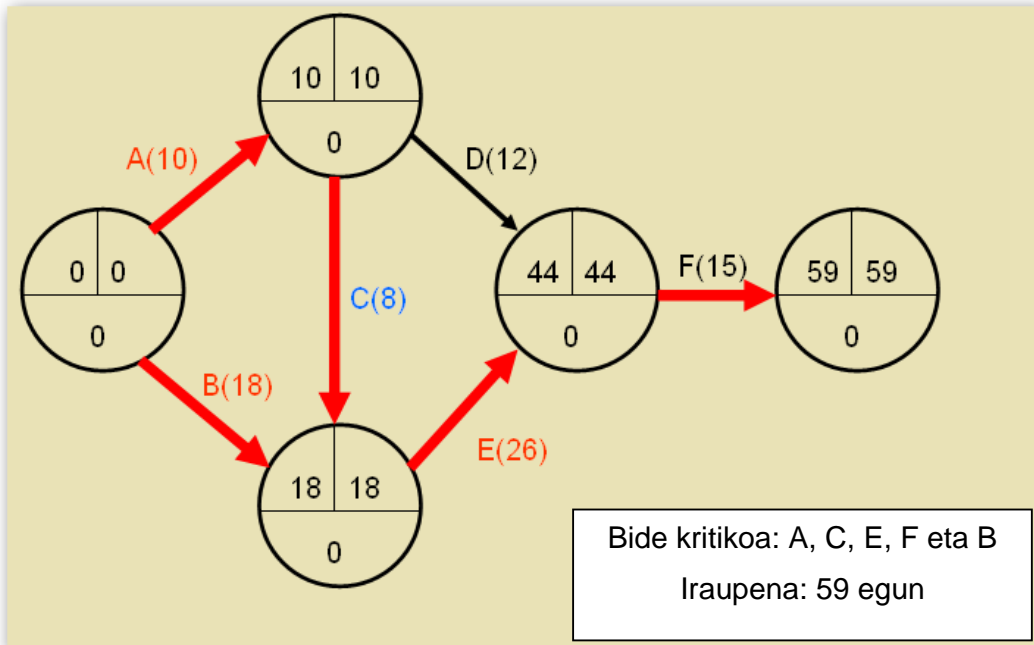 10 10
0
A(10)
D(12)
0 0
0
C(8)
44 44
0
F(15)
59 59
0
B(18)
E(26)
18 18
0
Bide kritikoa: A, C, E, F eta B
Iraupena: 59 egun